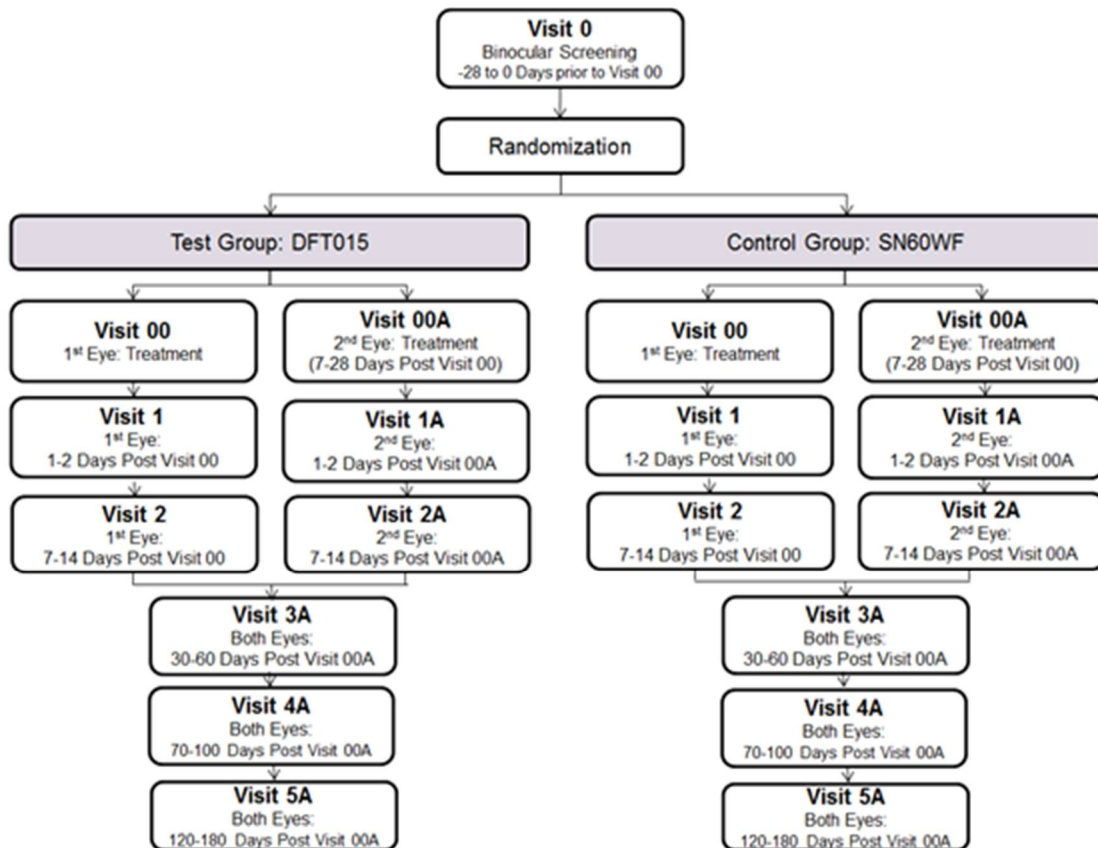 Visit 0
Binocular Screening
-28 to 0 Days prior to Visit 00
Randomization
Test Group: DFT015
Visit 00
1st Eye: Treatment
Visit 00A
2nd Eye: Treatment
(7-28 Days Post Visit 00)
Visit 1
1st Eye:
1-2 Days Post Visit 00
Visit 1A
2nd Eye:
1-2 Days Post Visit 00A
Visit 2
1st Eye:
7-14 Days Post Visit 00
Visit 2A
2nd Eye:
7-14 Days Post Visit 00A
Visit 3A
Both Eyes:
30-60 Days Post Visit 00A
Visit 4A
Both Eyes:
70-100 Days Post Visit 00A
Visit 5A
Both Eyes:
120-180 Days Post Visit 00A
Control Group: SN60WF
Visit 00
1st Eye: Treatment
Visit 00A
2nd Eye: Treatment
(7-28 Days Post Visit 00)
Visit 1
1st Eye:
1-2 Days Post Visit 00
Visit 1A
2nd Eye:
1-2 Days Post Visit 00A
Visit 2
1st Eye:
7-14 Days Post Visit 00
Visit 2A
2nd Eye:
7-14 Days Post Visit 00A
Visit 3A
Both Eyes:
30-60 Days Post Visit 00A
Visit 4A
Both Eyes:
70-100 Days Post Visit 00A
Visit 5A
Both Eyes:
120-180 Days Post Visit 00A